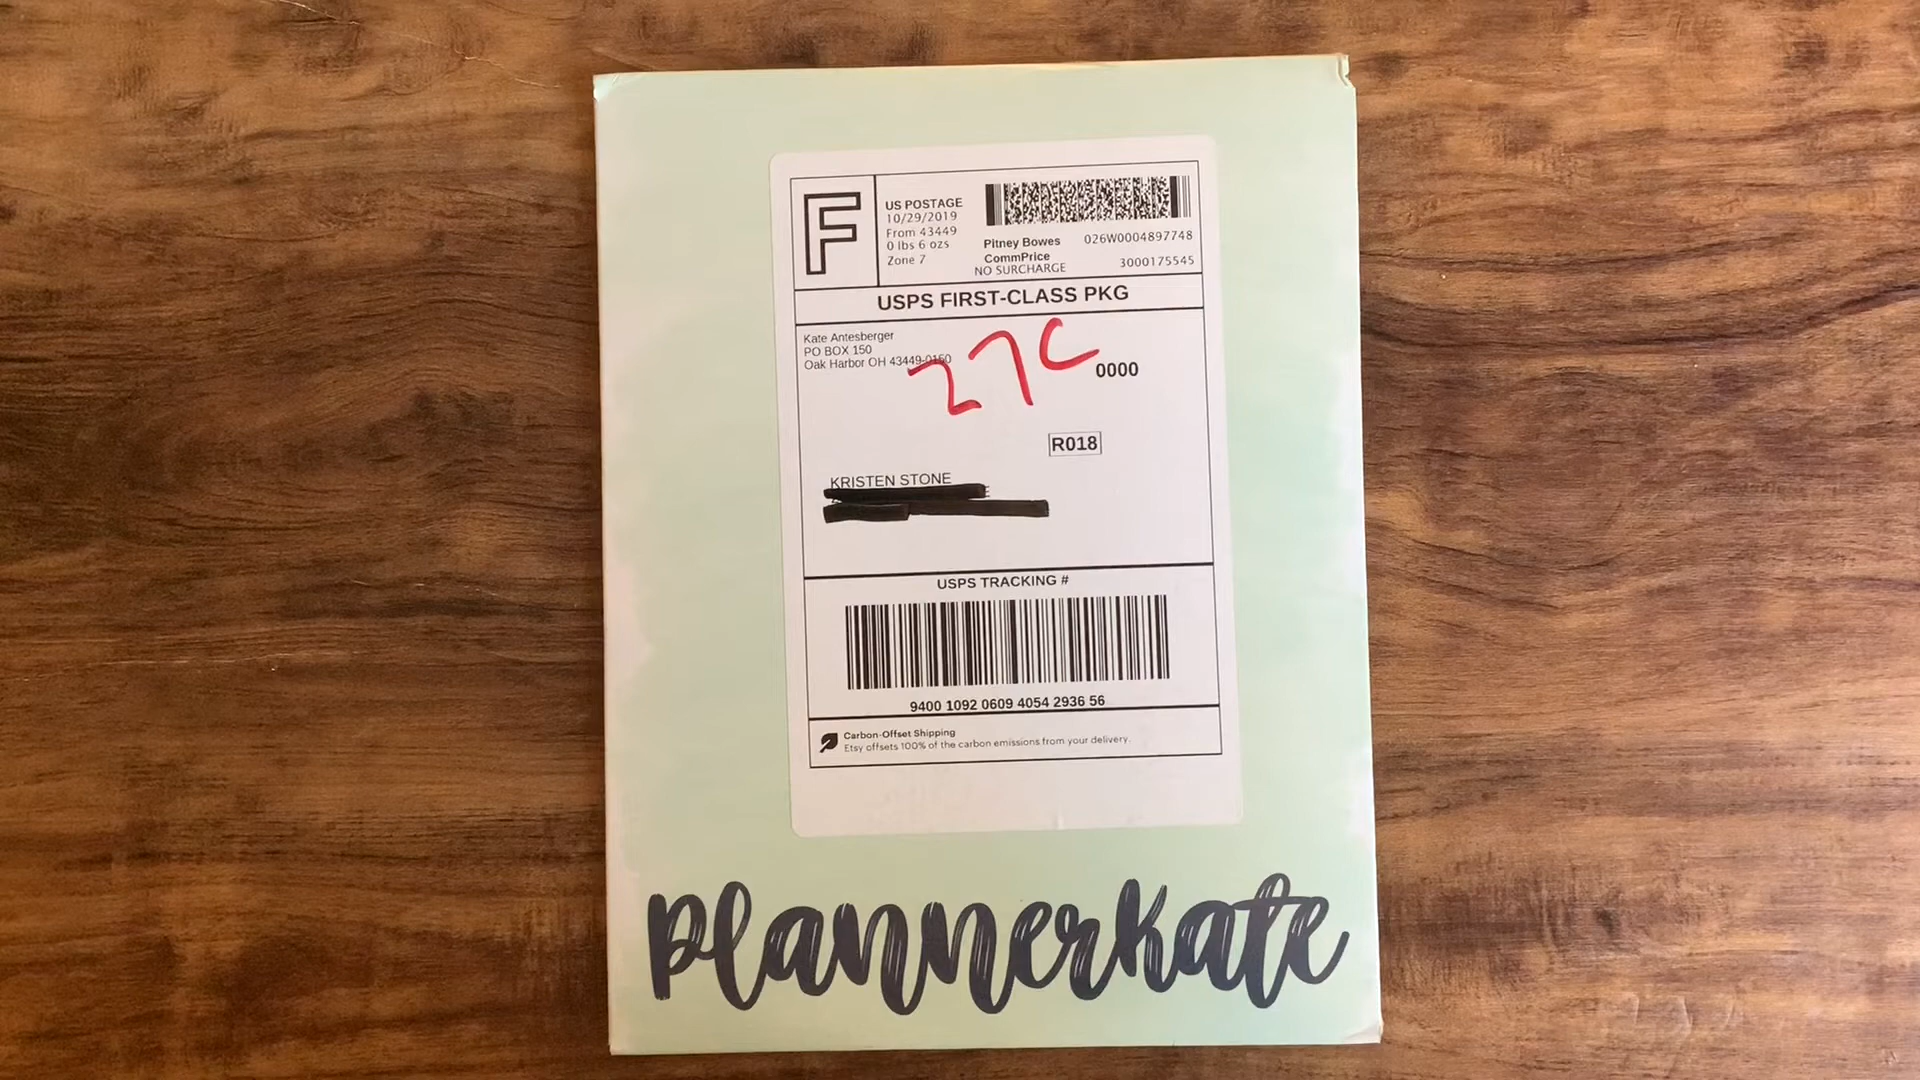 F
US POSTAGE
10/29/2019
From 43449
0 lbs 6 ozs
Zone 7
Pitney Bowes
CommPrice
NO SURCHARGE
026W0004897748
3000175545
USPS FIRST-CLASS PKG
Kate Antesberger
PO BOX 150
Oak Harbor OH 43449-0150
27C
0000
R018
KRISTEN STONE
USPS TRACKING #
9400 1092 0609 4054 2936 56
Carbon-Offset Shipping
Etsy offsets 100% of the carbon emissions from your delivery.
plannerkate